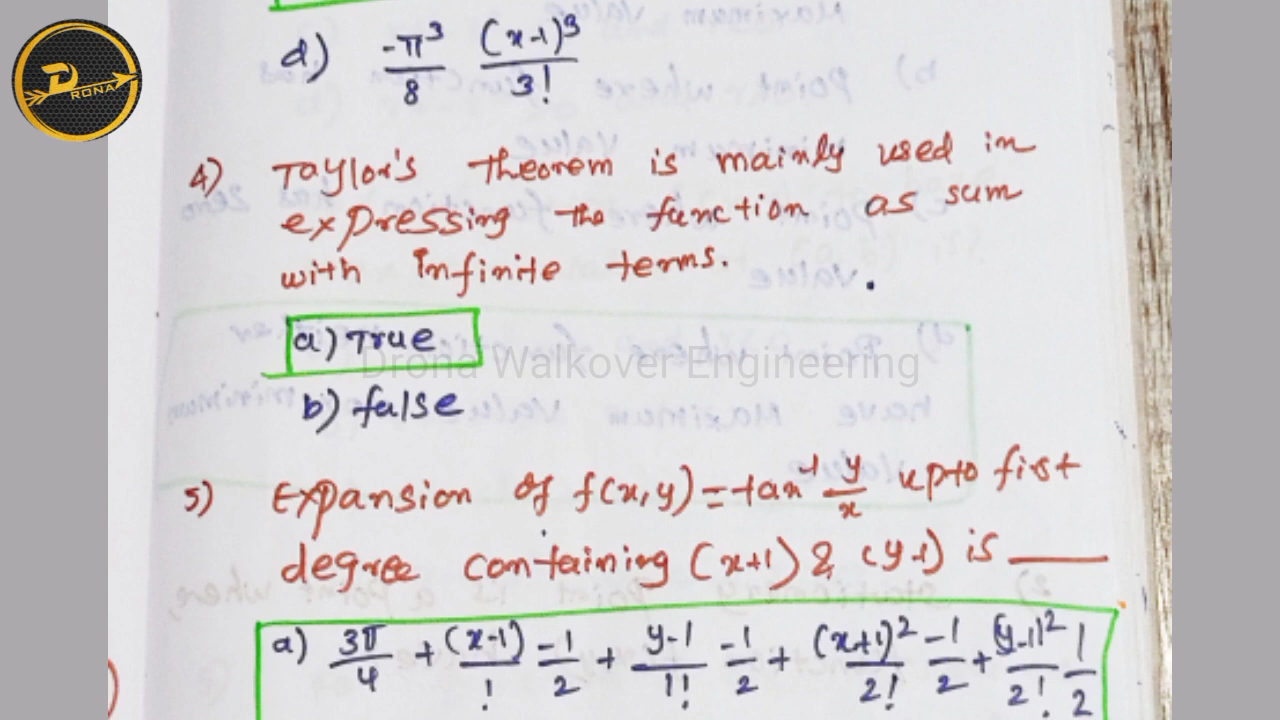 DRONA
d) -π³/8 (x-1)³/3!
4) Taylor's theorem is mainly used in
expressing the function as sum
with infinite terms.
a) True
Drona Walkover Engineering
b) false
5) Expansion of f(x,y) = tan⁻¹ y/x upto fist
degree containing (x+1) & (y-1) is ____
a) 3π/4 + (x-1)/! -1/2 + y-1/1! -1/2 + (x+1)²/2! -1/2 + (y-1)²/2! 1/2